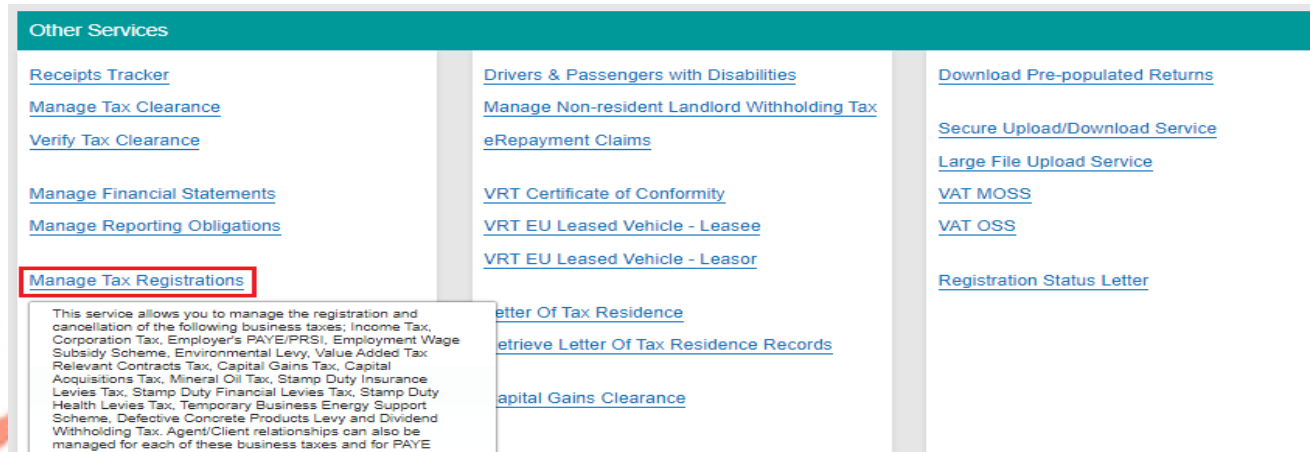 Other Services
Receipts Tracker
Manage Tax Clearance
Verify Tax Clearance
Manage Financial Statements
Manage Reporting Obligations
Manage Tax Registrations
This service allows you to manage the registration and
cancellation of the following business taxes; Income Tax,
Corporation Tax, Employer's PAYE/PRSI, Employment Wage
Subsidy Scheme, Environmental Levy, Value Added Tax
Relevant Contracts Tax, Capital Gains Tax, Capital
Acquisitions Tax, Mineral Oil Tax, Stamp Duty Insurance
Levies Tax, Stamp Duty Financial Levies Tax, Stamp Duty
Health Levies Tax, Temporary Business Energy Support
Scheme, Defective Concrete Products Levy and Dividend
Withholding Tax. Agent/Client relationships can also be
managed for each of these business taxes and for PAYE
Drivers & Passengers with Disabilities
Manage Non-resident Landlord Withholding Tax
eRepayment Claims
VRT Certificate of Conformity
VRT EU Leased Vehicle - Leasee
VRT EU Leased Vehicle - Leasor
etter Of Tax Residence
etrieve Letter Of Tax Residence Records
apital Gains Clearance
Download Pre-populated Returns
Secure Upload/Download Service
Large File Upload Service
VAT MOSS
VAT OSS
Registration Status Letter